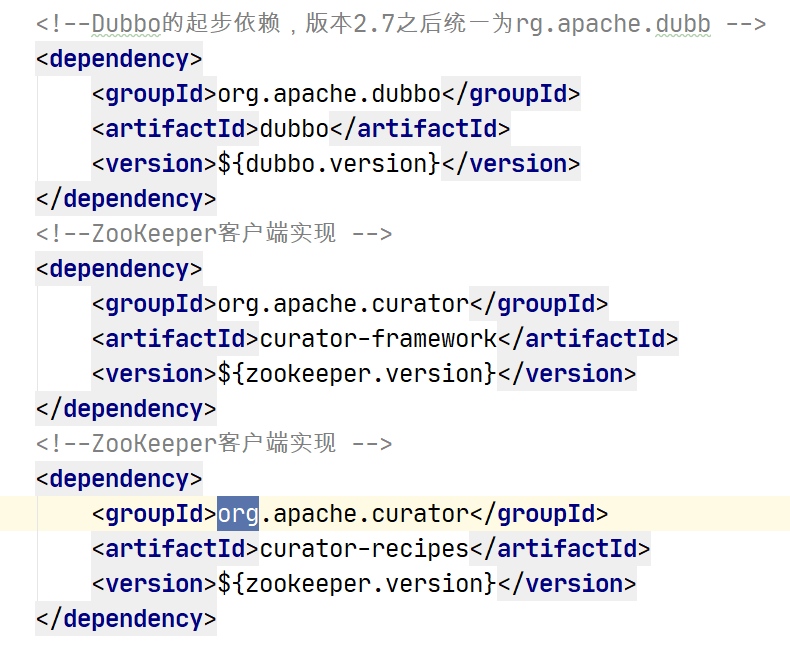 <!--Dubbo的起步依赖，版本2.7之后统一为rg.apache.dubb -->
<dependency>
    <groupId>org.apache.dubbo</groupId>
    <artifactId>dubbo</artifactId>
    <version>${dubbo.version}</version>
</dependency>
<!--ZooKeeper客户端实现 -->
<dependency>
    <groupId>org.apache.curator</groupId>
    <artifactId>curator-framework</artifactId>
    <version>${zookeeper.version}</version>
</dependency>
<!--ZooKeeper客户端实现 -->
<dependency>
    <groupId>org.apache.curator</groupId>
    <artifactId>curator-recipes</artifactId>
    <version>${zookeeper.version}</version>
</dependency>